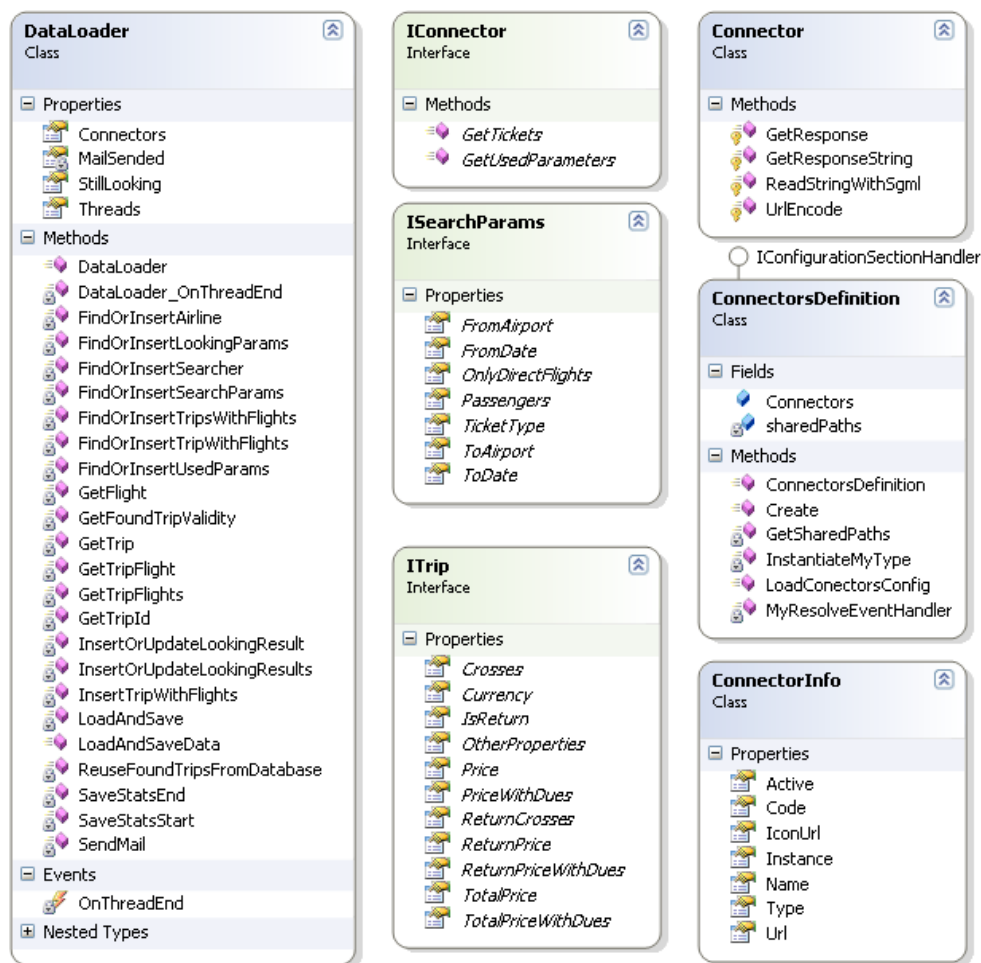 DataLoader
Class
Properties
Connectors
MailSended
StillLooking
Threads
Methods
DataLoader
DataLoader_OnThreadEnd
FindOrInsertAirline
FindOrInsertLookingParams
FindOrInsertSearcher
FindOrInsertSearchParams
FindOrInsertTripsWithFlights
FindOrInsertTripWithFlights
FindOrInsertUsedParams
GetFlight
GetFoundTripValidity
GetTrip
GetTripFlight
GetTripFlights
GetTripId
InsertOrUpdateLookingResult
InsertOrUpdateLookingResults
InsertTripWithFlights
LoadAndSave
LoadAndSaveData
ReuseFoundTripsFromDatabase
SaveStatsEnd
SaveStatsStart
SendMail
Events
OnThreadEnd
Nested Types
IConnector
Interface
Methods
GetTickets
GetUsedParameters
ISearchParams
Interface
Properties
FromAirport
FromDate
OnlyDirectFlights
Passengers
TicketType
ToAirport
ToDate
ITrip
Interface
Properties
Crosses
Currency
IsReturn
OtherProperties
Price
PriceWithDues
ReturnCrosses
ReturnPrice
ReturnPriceWithDues
TotalPrice
TotalPriceWithDues
Connector
Class
Methods
GetResponse
GetResponseString
ReadStringWithSgml
UrlEncode
IConfigurationSectionHandler
ConnectorsDefinition
Class
Fields
Connectors
sharedPaths
Methods
ConnectorsDefinition
Create
GetSharedPaths
InstantiateMyType
LoadConectorsConfig
MyResolveEventHandler
ConnectorInfo
Class
Properties
Active
Code
IconUrl
Instance
Name
Type
Url